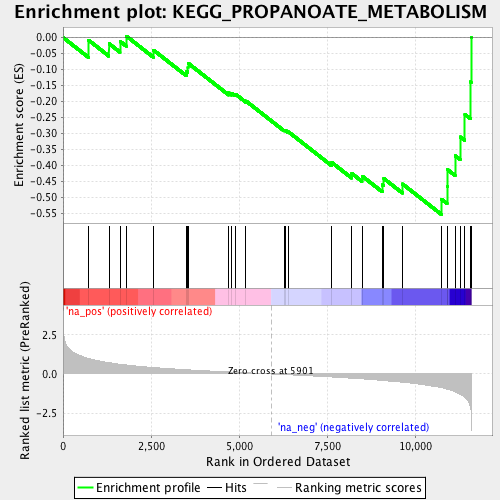 Enrichment plot: KEGG_PROPANOATE_METABOLISM
Enrichment score (ES)
0.00
-0.05
-0.10
-0.15
-0.20
-0.25
-0.30
-0.35
-0.40
-0.45
-0.50
-0.55
'na_pos' (positively correlated)
Ranked list metric (PreRanked)
2.5
0.0
-2.5
Zero cross at 5901
'na_neg' (negatively correlated)
0 2,500 5,000 7,500 10,000
Rank in Ordered Dataset
Enrichment profile Hits Ranking metric scores